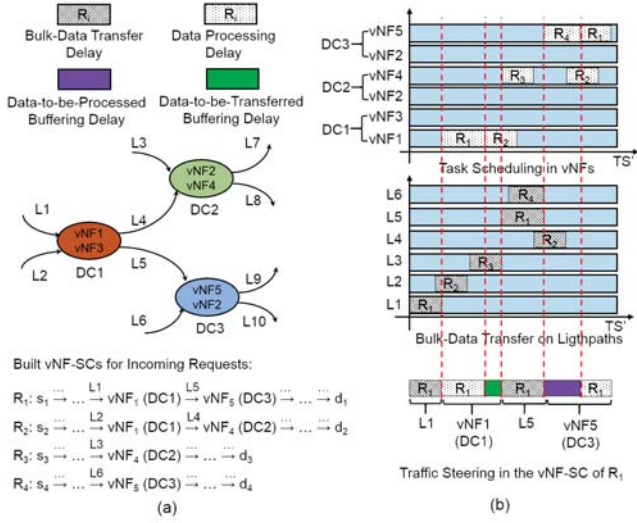 (a)
R₁
Bulk-Data Transfer
Delay
Rᵢ
Data Processing
Delay
Data-to-be-Processed
Buffering Delay
Data-to-be-Transferred
Buffering Delay
L3
L7
vNF2
vNF4
DC2
L8
L1
L4
vNF1
vNF3
DC1
L2
L5
L9
vNF5
vNF2
DC3
L6
L10
Built vNF-SCs for Incoming Requests:
R₁: s₁ → ... → ... L1 → vNF₁ (DC1) L5 → vNF₅ (DC3) → ... → d₁
R₂: s₂ → ... → ... L2 → vNF₁ (DC1) L4 → vNF₄ (DC2) → ... → d₂
R₃: s₃ → ... → ... L3 → vNF₄ (DC2) → ... → d₃
R₄: s₄ → ... → ... L6 → vNF₅ (DC3) → ... → d₄
(a)
(b)
DC3
vNF5
R₄
R₁
vNF2
DC2
vNF4
R₃
R₂
vNF2
DC1
vNF3
vNF1
R₁
R₂
TS'
Task Scheduling in vNFs
L6
R₄
L5
R₁
L4
R₂
L3
R₃
L2
R₂
L1
R₁
TS'
Bulk-Data Transfer on Ligthpaths
R₁
R₁
R₁
R₁
L1
vNF1
(DC1)
L5
vNF5
(DC3)
Traffic Steering in the vNF-SC of R₁
(b)